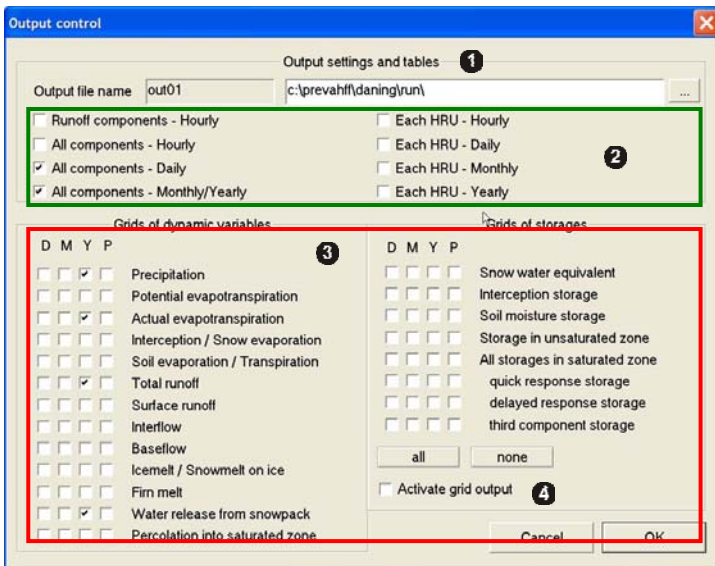 Output control
Output settings and tables 1
Output file name out01 c:\prevahff\daning\run\ ...
Runoff components - Hourly
All components - Hourly
All components - Daily
All components - Monthly/Yearly
Each HRU - Hourly
Each HRU - Daily
Each HRU - Monthly
Each HRU - Yearly
2
Grids of dynamic variables
3
D M Y P
Precipitation
Potential evapotranspiration
Actual evapotranspiration
Interception / Snow evaporation
Soil evaporation / Transpiration
Total runoff
Surface runoff
Interflow
Baseflow
Icemelt / Snowmelt on ice
Firn melt
Water release from snowpack
Percolation into saturated zone
Grids of storages
D M Y P
Snow water equivalent
Interception storage
Soil moisture storage
Storage in unsaturated zone
All storages in saturated zone
quick response storage
delayed response storage
third component storage
all none
Activate grid output 4
Cancel OK